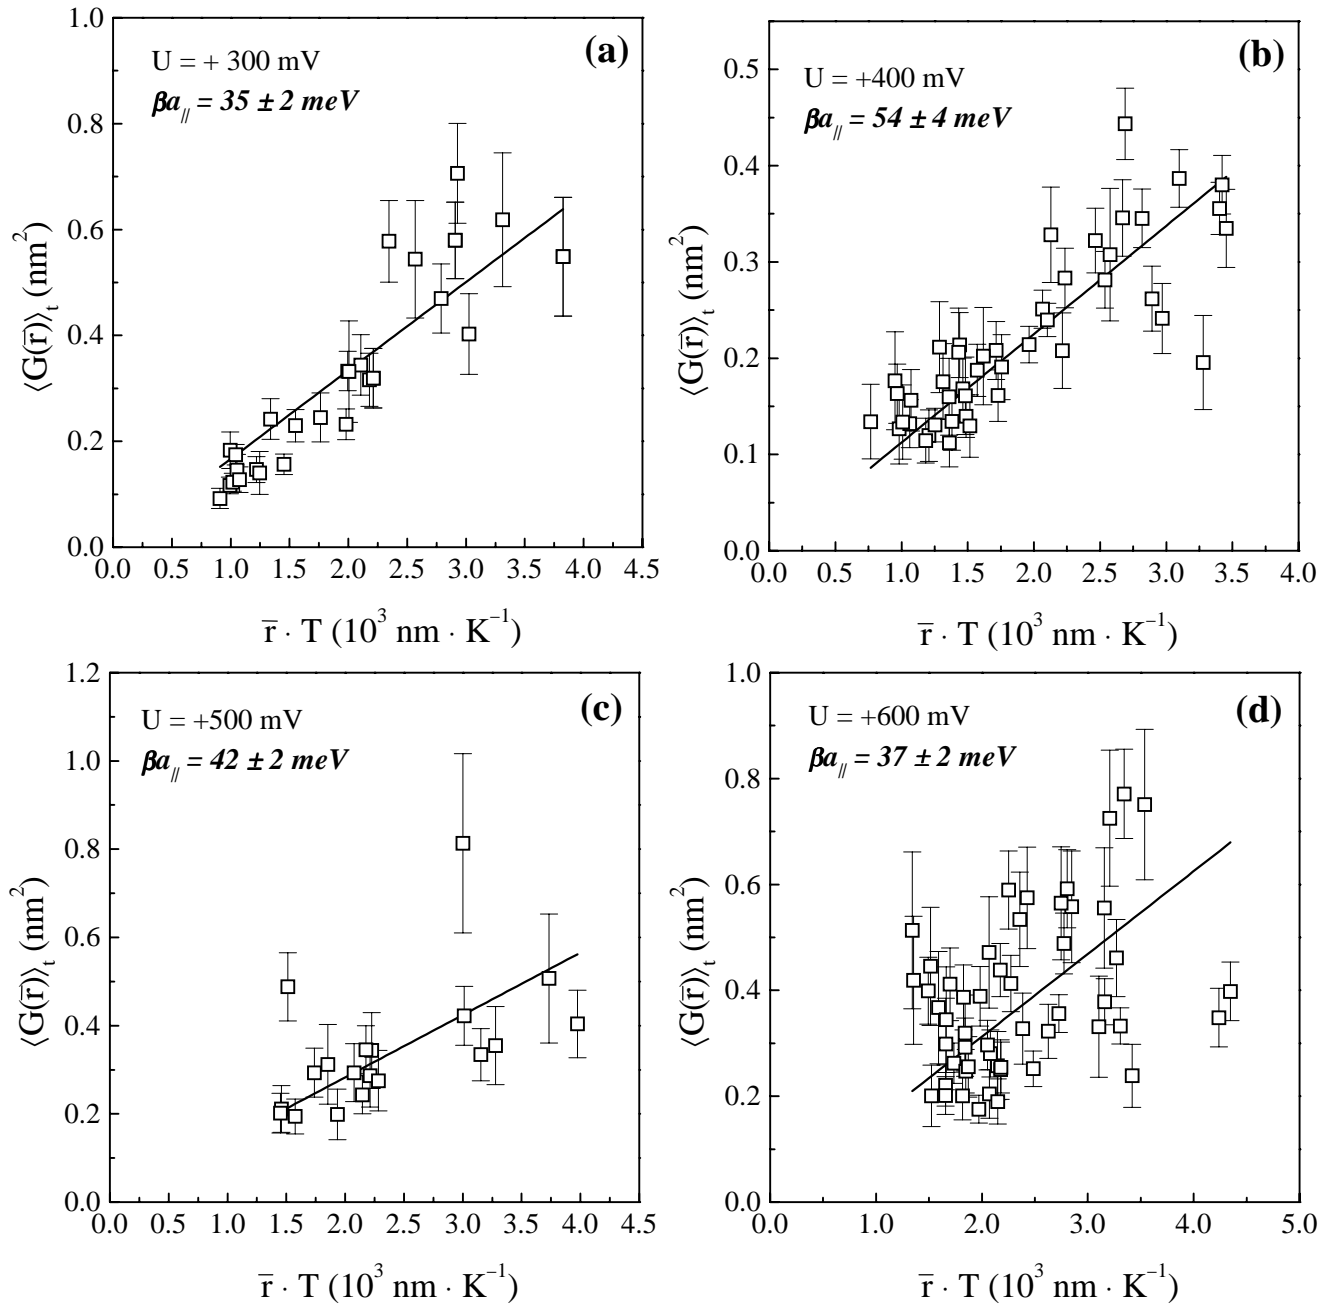 (a)
U = + 300 mV
βa// = 35 ± 2 meV
1.0
0.8
0.6
0.4
0.2
0.0
⟨G(r̄)⟩t (nm²)
0.0 0.5 1.0 1.5 2.0 2.5 3.0 3.5 4.0 4.5
r̄ · T (10³ nm · K⁻¹)
(b)
U = +400 mV
βa// = 54 ± 4 meV
0.5
0.4
0.3
0.2
0.1
0.0
⟨G(r̄)⟩t (nm²)
0.0 0.5 1.0 1.5 2.0 2.5 3.0 3.5 4.0
r̄ · T (10³ nm · K⁻¹)
(c)
U = +500 mV
βa// = 42 ± 2 meV
1.2
1.0
0.8
0.6
0.4
0.2
0.0
⟨G(r̄)⟩t (nm²)
0.0 0.5 1.0 1.5 2.0 2.5 3.0 3.5 4.0 4.5
r̄ · T (10³ nm · K⁻¹)
(d)
U = +600 mV
βa// = 37 ± 2 meV
1.0
0.8
0.6
0.4
0.2
0.0
⟨G(r̄)⟩t (nm²)
0.0 1.0 2.0 3.0 4.0 5.0
r̄ · T (10³ nm · K⁻¹)